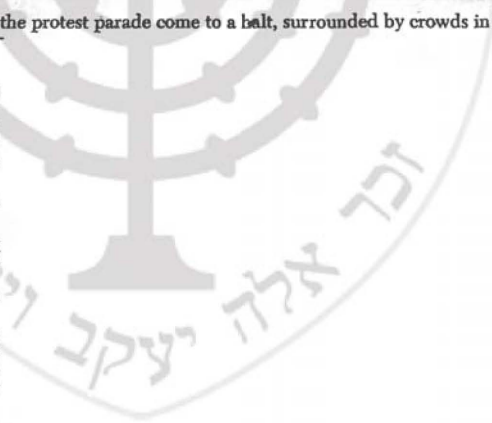 the protest parade come to a halt, surrounded by crowds in
זכר אלה יעקב